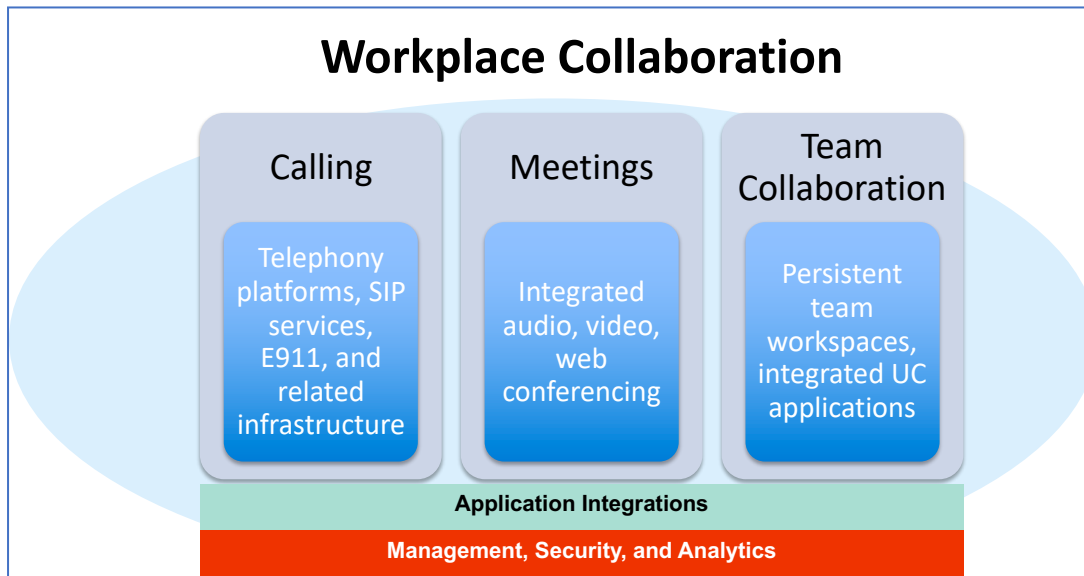 Workplace Collaboration
Calling
Telephony
platforms, SIP
services,
E911, and
related
infrastructure
Meetings
Integrated
audio, video,
web
conferencing
Team
Collaboration
Persistent
team
workspaces,
integrated UC
applications
Application Integrations
Management, Security, and Analytics